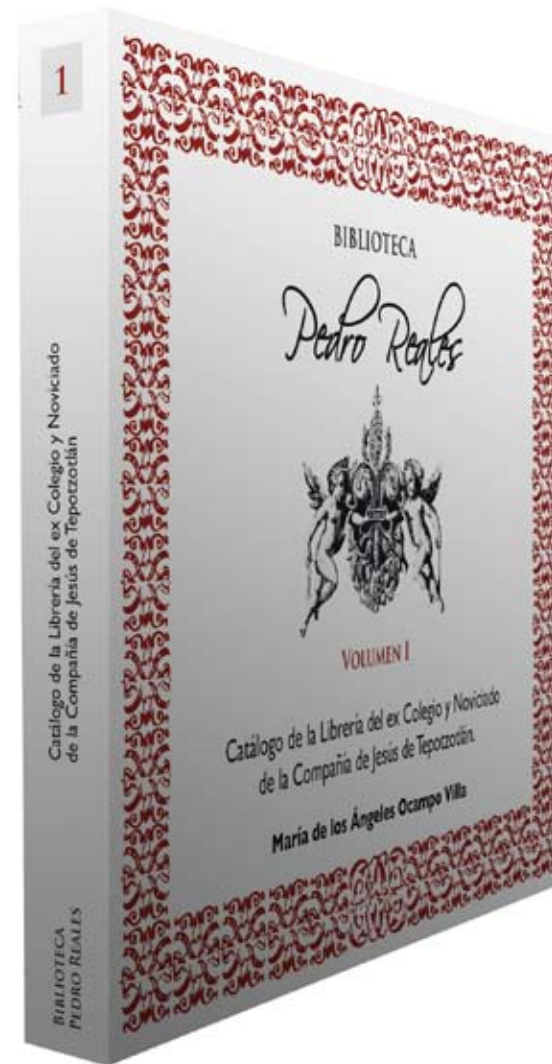 1
Catálogo de la Librería del ex Colegio y Noviciado
de la Compañía de Jesús de Tepotzotlán
BIBLIOTECA
PEDRO REALES
BIBLIOTECA
Pedro Reales
VOLUMEN I
Catálogo de la Librería del ex Colegio y Noviciado
de la Compañía de Jesús de Tepotzotlán.
María de los Ángeles Ocampo Villa